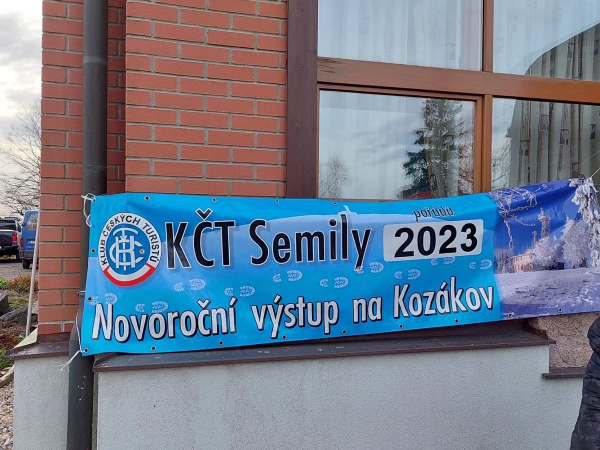 KLUB ČESKÝCH TURISTŮ
KČT Semily
pořádá
2023
Novoroční výstup na Kozákov